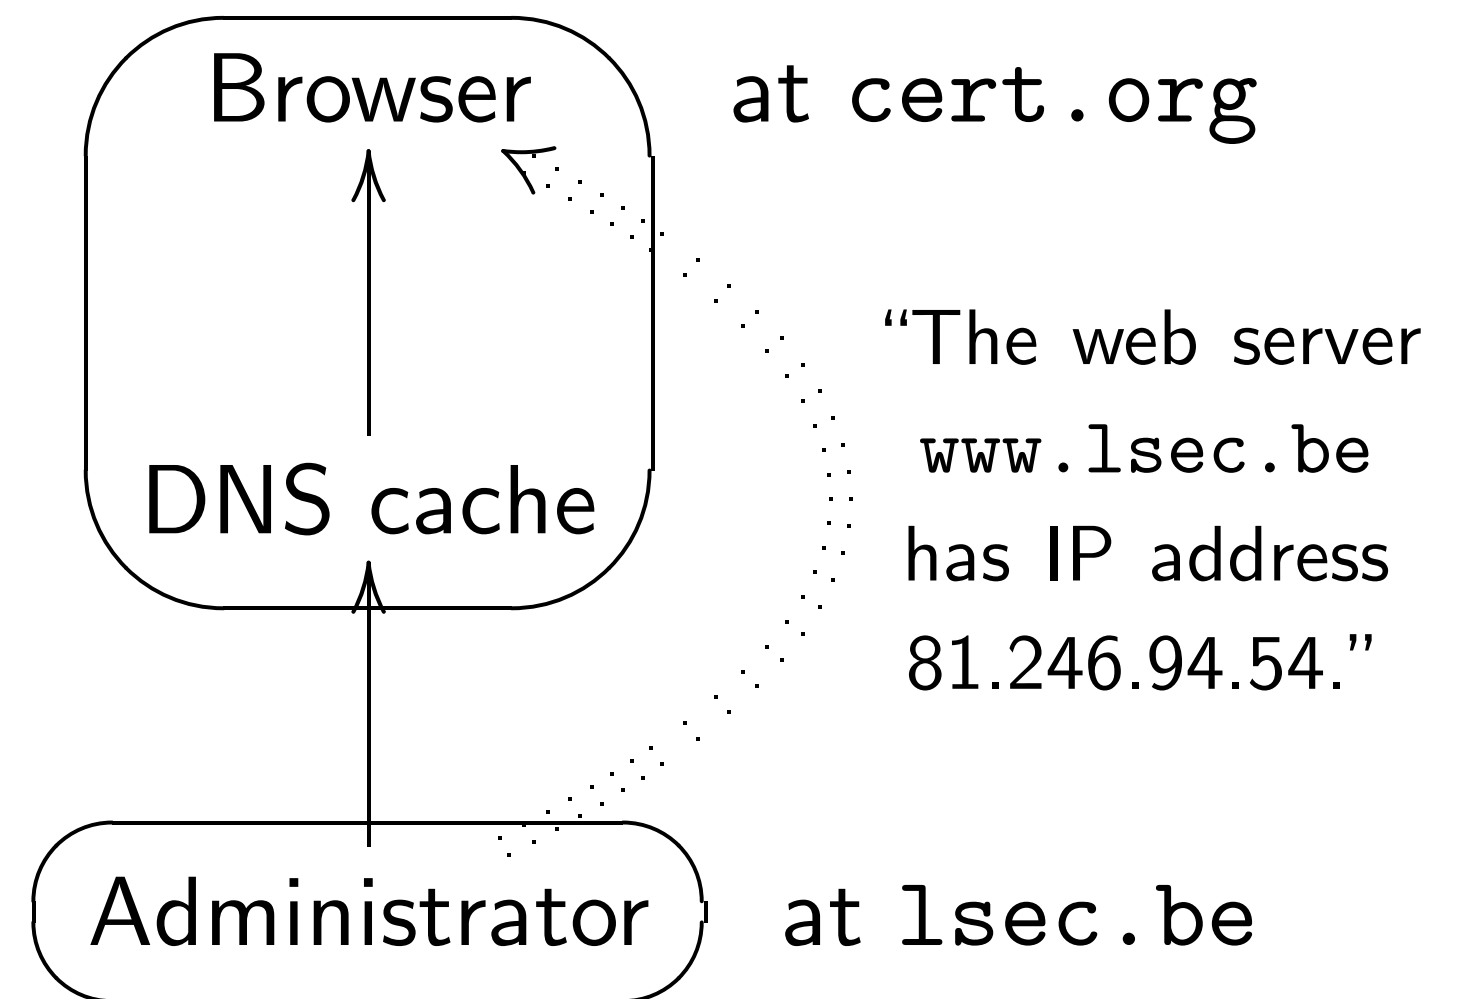 Browser at cert.org
“The web server
www.lsec.be
DNS cache
has IP address
81.246.94.54.”
Administrator at lsec.be